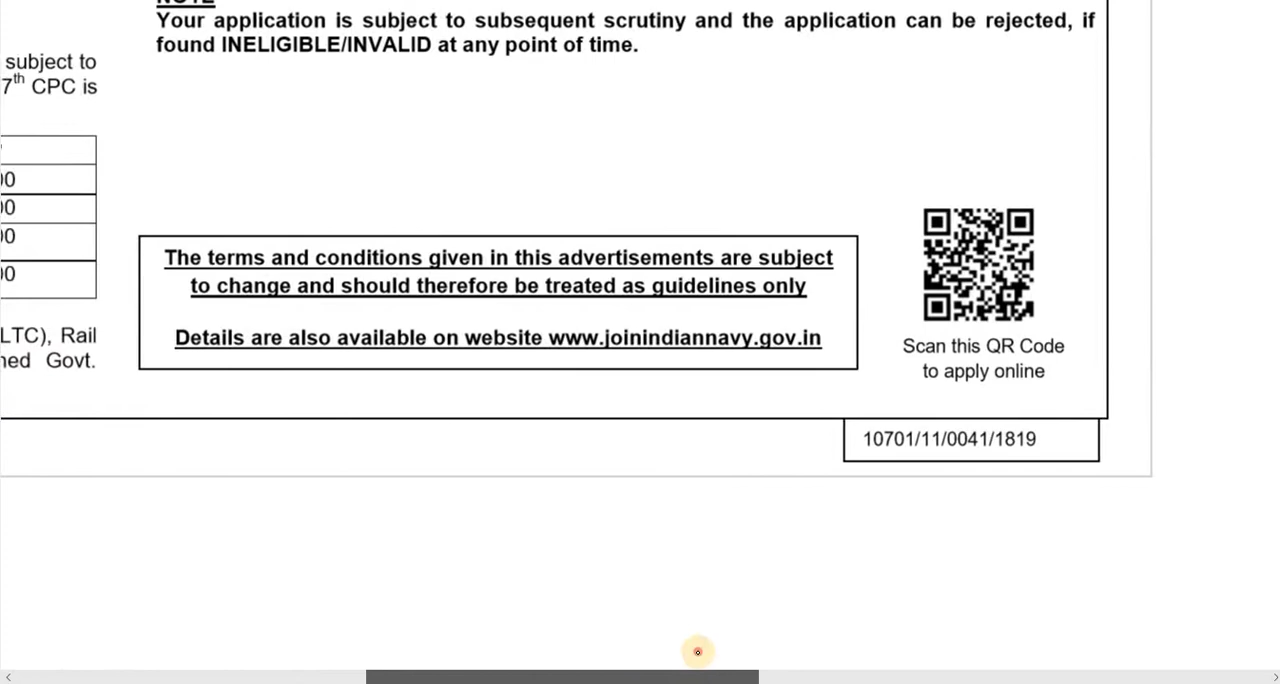 NOTE
Your application is subject to subsequent scrutiny and the application can be rejected, if
found INELIGIBLE/INVALID at any point of time.
subject to
7th CPC is
00
00
00
00
LTC), Rail
Govt.
The terms and conditions given in this advertisements are subject
to change and should therefore be treated as guidelines only
Details are also available on website www.joinindiannavy.gov.in
Scan this QR Code
to apply online
10701/11/0041/1819